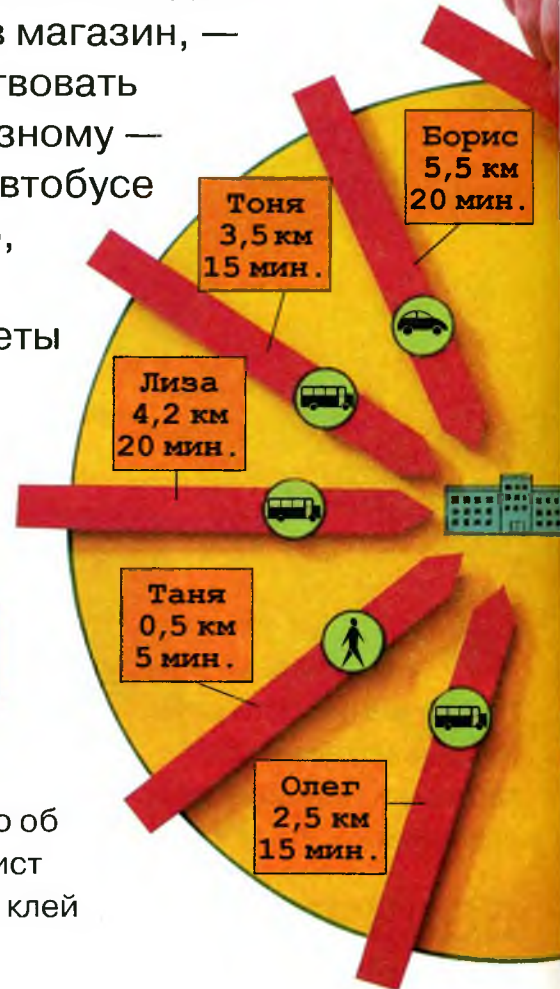 в магазин, —
твовать
зному —
втобусе
,
еты
Борис
5,5 км
20 мин.
Тоня
3,5 км
15 мин.
Лиза
4,2 км
20 мин.
Таня
0,5 км
5 мин.
Олег
2,5 км
15 мин.
о об
ист
клей